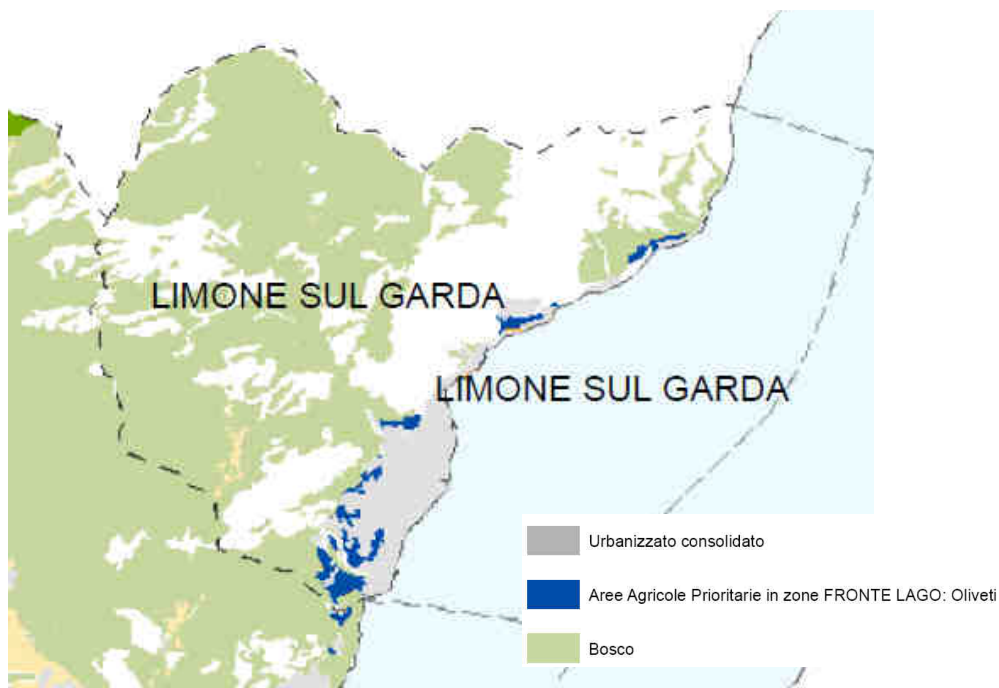 LIMONE SUL GARDA
LIMONE SUL GARDA
Urbanizzato consolidato
Aree Agricole Prioritarie in zone FRONTE LAGO: Oliveti
Bosco